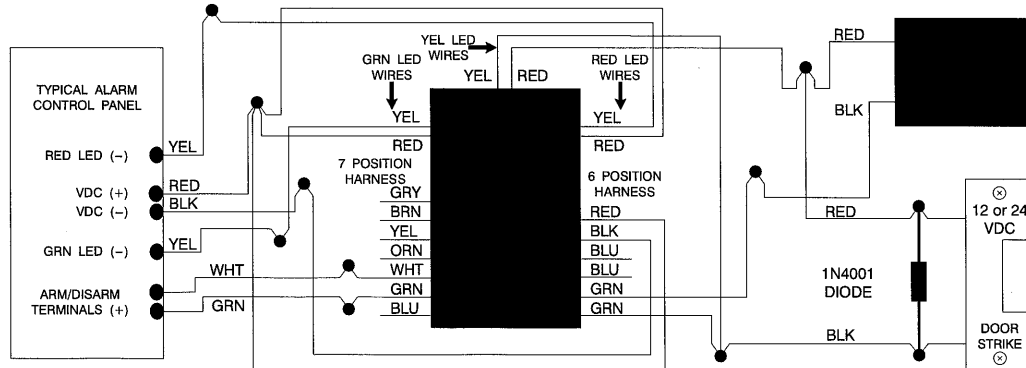 TYPICAL ALARM
CONTROL PANEL
RED LED (-)
VDC (+)
VDC (-)
GRN LED (-)
ARM/DISARM
TERMINALS (+)
YEL
RED
BLK
YEL
WHT
GRN
GRN LED
WIRES
YEL LED
WIRES
RED LED
WIRES
YEL
RED
YEL
RED
YEL
RED
7 POSITION
HARNESS
GRY
BRN
YEL
ORN
WHT
GRN
BLU
6 POSITION
HARNESS
RED
BLK
BLU
BLU
GRN
GRN
RED
BLK
RED
1N4001
DIODE
BLK
12 or 24
VDC
DOOR
STRIKE